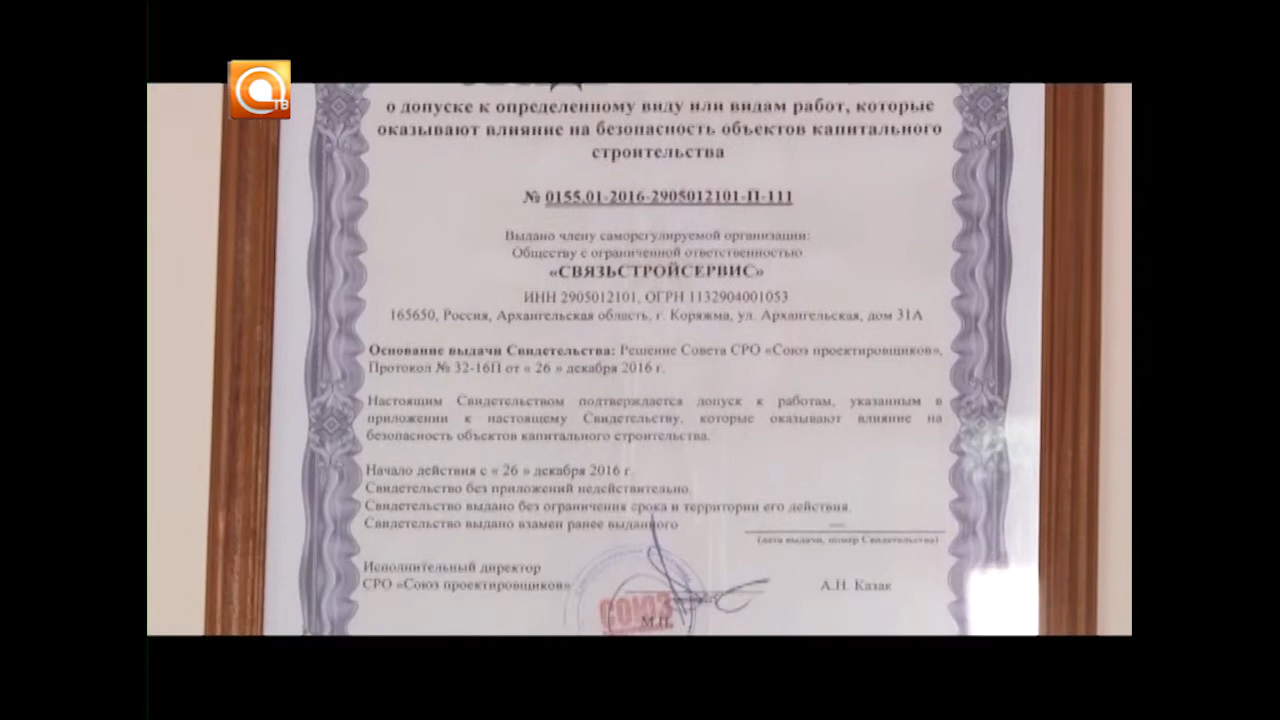 ТВ
о допуске к определенному виду или видам работ, которые
оказывают влияние на безопасность объектов капитального
строительства
№ 0155.01-2016-2905012101-П-111
Выдано члену саморегулируемой организации:
Обществу с ограниченной ответственностью
«СВЯЗЬСТРОЙСЕРВИС»
ИНН 2905012101, ОГРН 1132904001053
165650, Россия, Архангельская область, г. Коряжма, ул. Архангельская, дом 31А
Основание выдачи Свидетельства: Решение Совета СРО «Союз проектировщиков»,
Протокол № 32-16П от « 26 » декабря 2016 г.
Настоящим Свидетельством подтверждается допуск к работам, указанным в
приложении к настоящему Свидетельству, которые оказывают влияние на
безопасность объектов капитального строительства.
Начало действия с « 26 » декабря 2016 г.
Свидетельство без приложений недействительно.
Свидетельство выдано без ограничения срока и территории его действия.
Свидетельство выдано взамен ранее выданного —
(дата выдачи, номер Свидетельства)
Исполнительный директор
СРО «Союз проектировщиков»
А.Н. Казак
СОЮЗ
М.П.